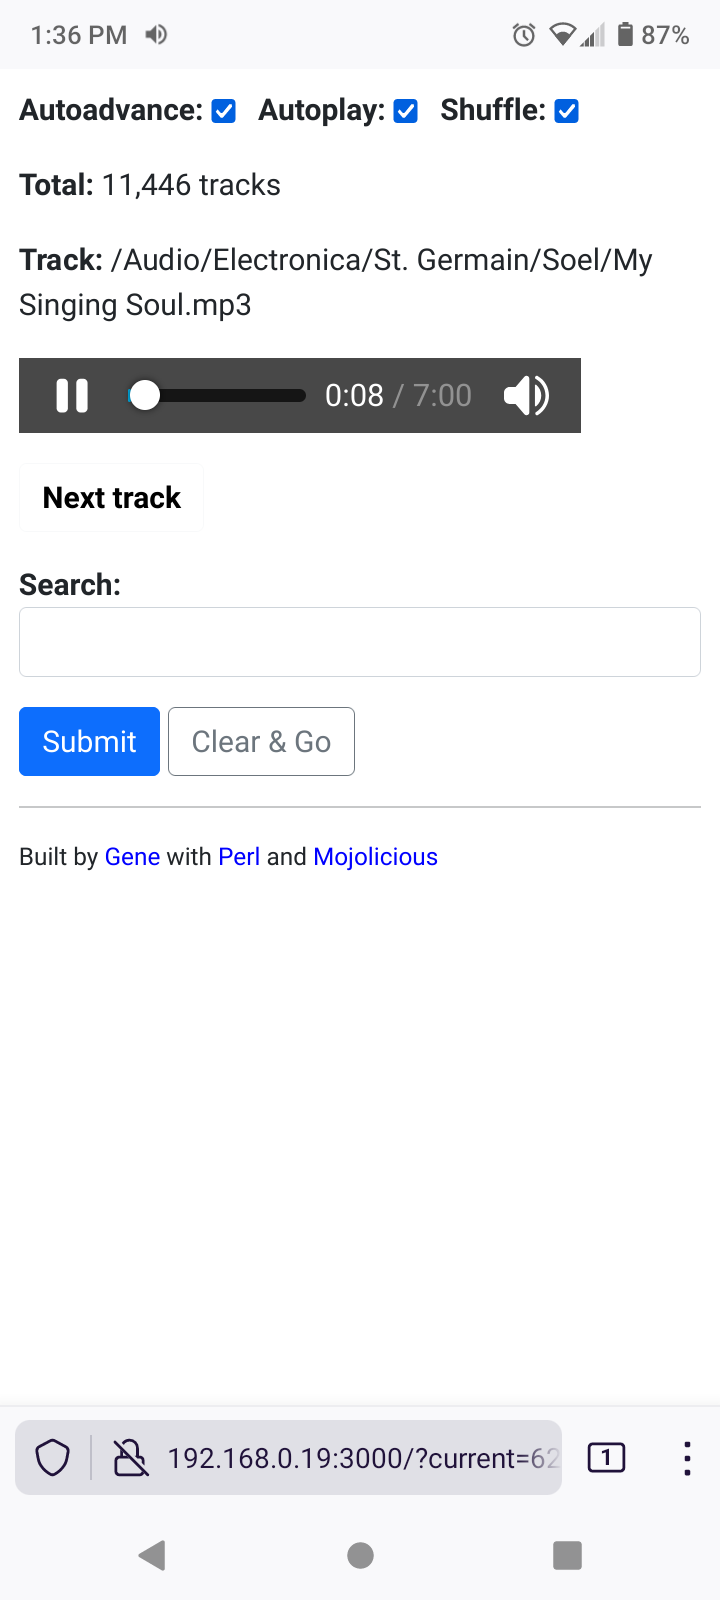 1:36 PM 87%
Autoadvance: Autoplay: Shuffle:
Total: 11,446 tracks
Track: /Audio/Electronica/St. Germain/Soel/My
Singing Soul.mp3
0:08 / 7:00
Next track
Search:
Submit Clear & Go
Built by Gene with Perl and Mojolicious
192.168.0.19:3000/?current=62 1